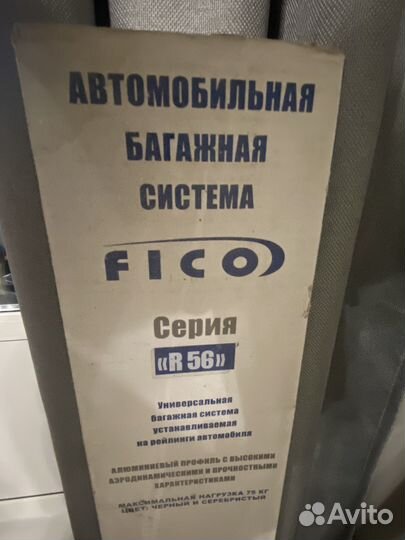 АВТОМОБИЛЬНАЯ
БАГАЖНАЯ
СИСТЕМА
FICO
Серия
«R 56»
Универсальная
багажная система
устанавливаемая
на рейлинги автомобиля
АЛЮМИНИЕВЫЙ ПРОФИЛЬ С ВЫСОКИМИ
АЭРОДИНАМИЧЕСКИМИ И ПРОЧНОСТНЫМИ
ХАРАКТЕРИСТИКАМИ
МАКСИМАЛЬНАЯ НАГРУЗКА 75 КГ
ЦВЕТ: ЧЕРНЫЙ И СЕРЕБРИСТЫЙ
Avito